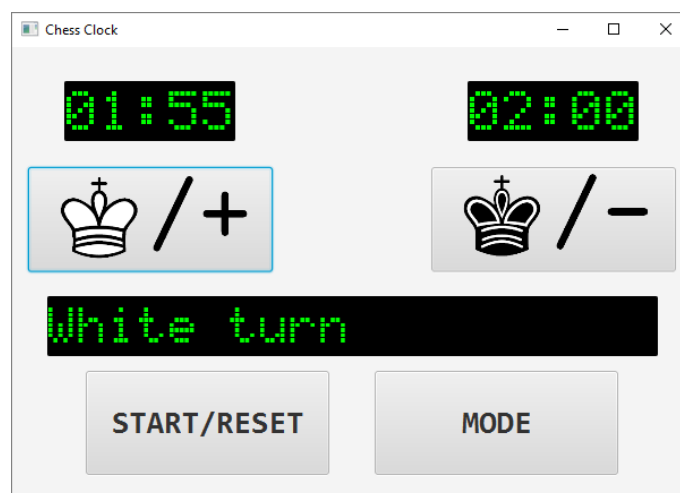 Chess Clock
01:55 02:00
/+ /-
White turn
START/RESET MODE